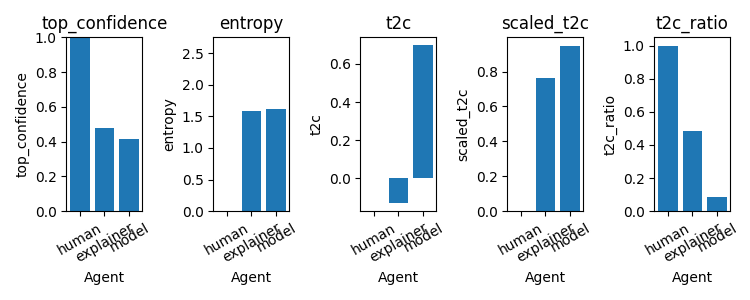 top_confidence
entropy
t2c
scaled_t2c
t2c_ratio
top_confidence
1.0
0.8
0.6
0.4
0.2
0.0
human
explainer
model
Agent
entropy
2.5
2.0
1.5
1.0
0.5
0.0
human
explainer
model
Agent
t2c
0.6
0.4
0.2
0.0
human
explainer
model
Agent
scaled_t2c
0.8
0.6
0.4
0.2
0.0
human
explainer
model
Agent
t2c_ratio
1.0
0.8
0.6
0.4
0.2
0.0
human
explainer
model
Agent